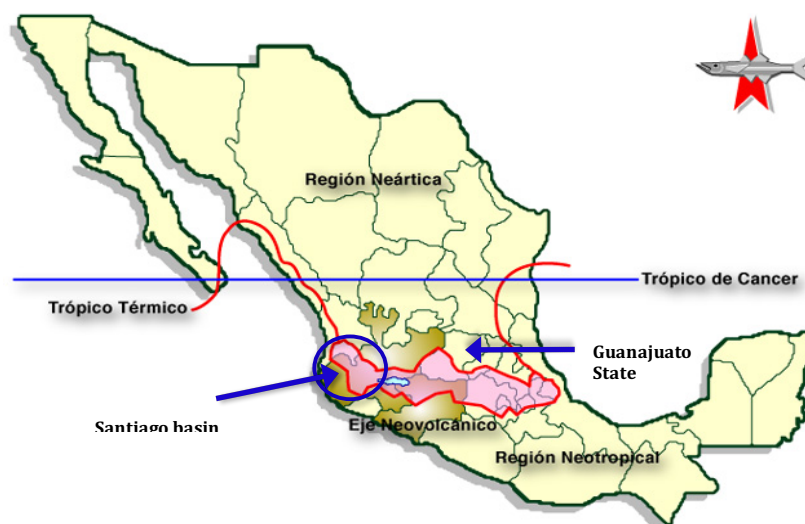 Región Neártica
Trópico de Cancer
Trópico Térmico
Guanajuato
State
Santiago basin
Eje Neovolcánico
Región Neotropical